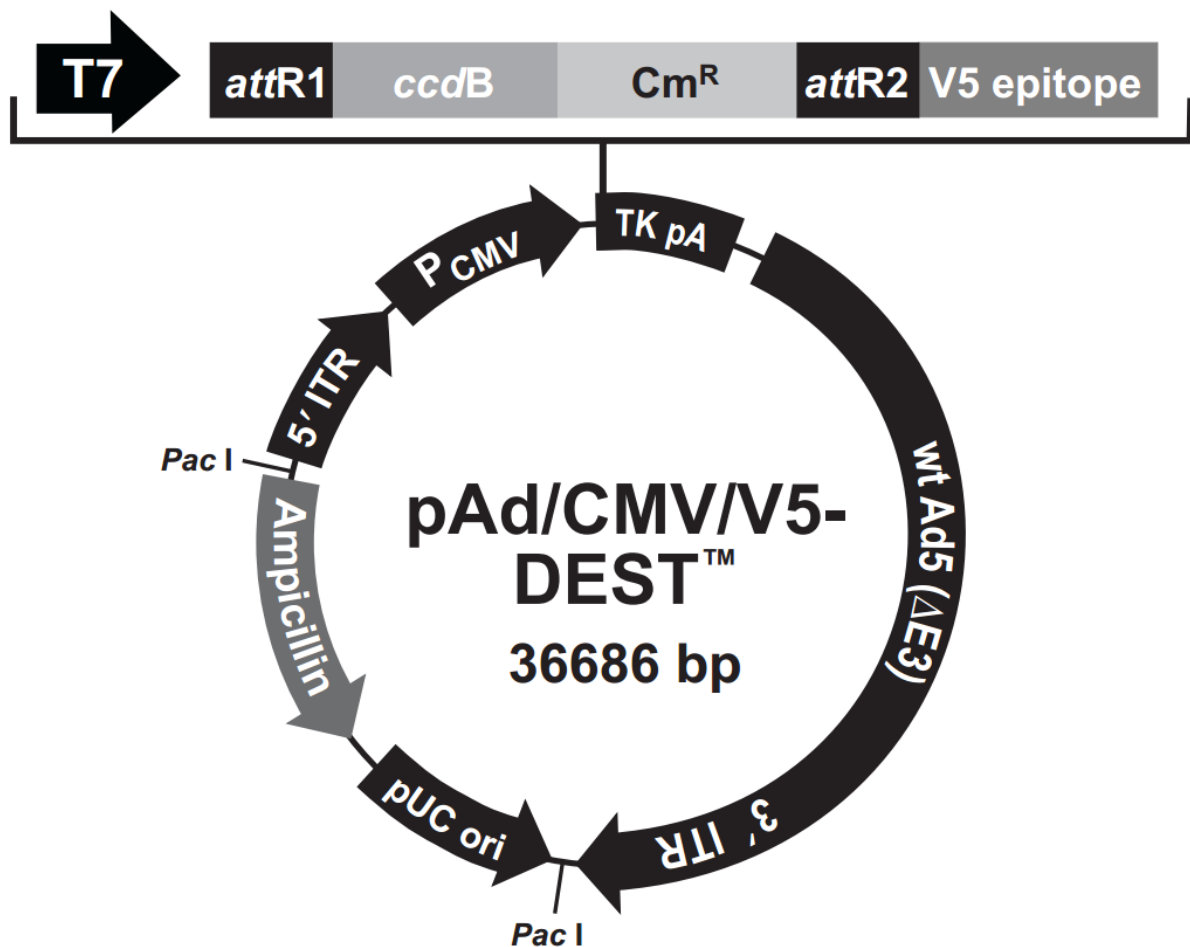 T7
attR1 ccdB Cmᴿ attR2 V5 epitope
TK pA
P CMV
5′ ITR
Pac I
wt Ad5 (ΔE3)
pAd/CMV/V5-
DEST™
36686 bp
Ampicillin
pUC ori
3′ ITR
Pac I